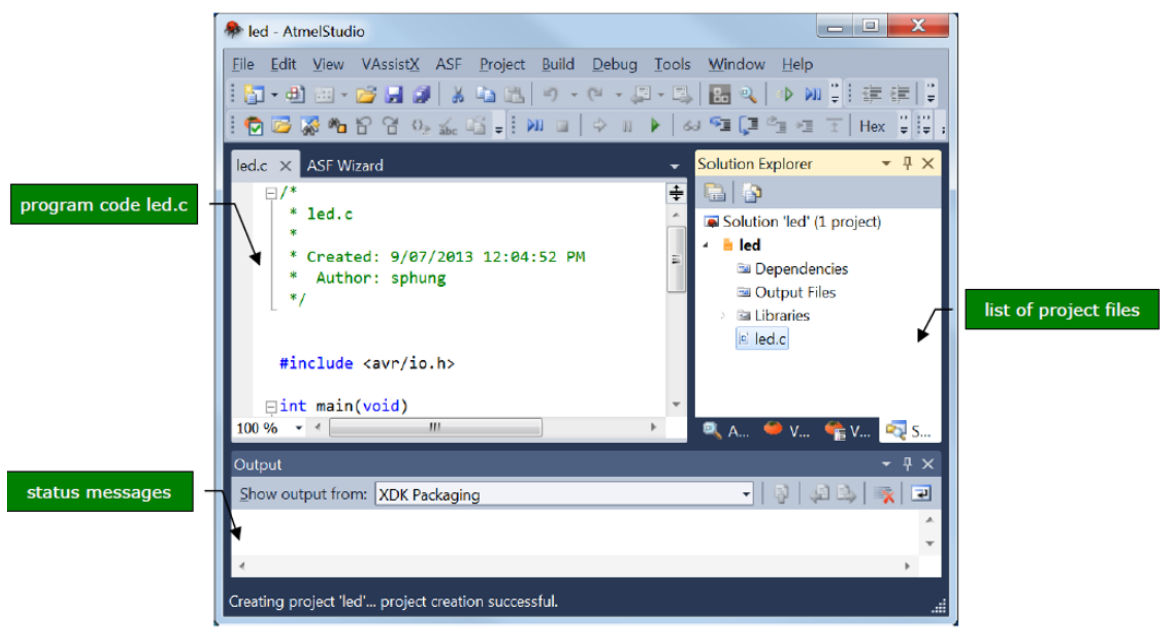 led - AtmelStudio
File Edit View VAssistX ASF Project Build Debug Tools Window Help
Hex
led.c ASF Wizard
/*
* led.c
*
* Created: 9/07/2013 12:04:52 PM
* Author: sphung
*/
#include <avr/io.h>
int main(void)
100 %
Solution Explorer
Solution 'led' (1 project)
led
Dependencies
Output Files
Libraries
led.c
A... V... V... S...
Output
Show output from: XDK Packaging
Creating project 'led'... project creation successful.
program code led.c
list of project files
status messages